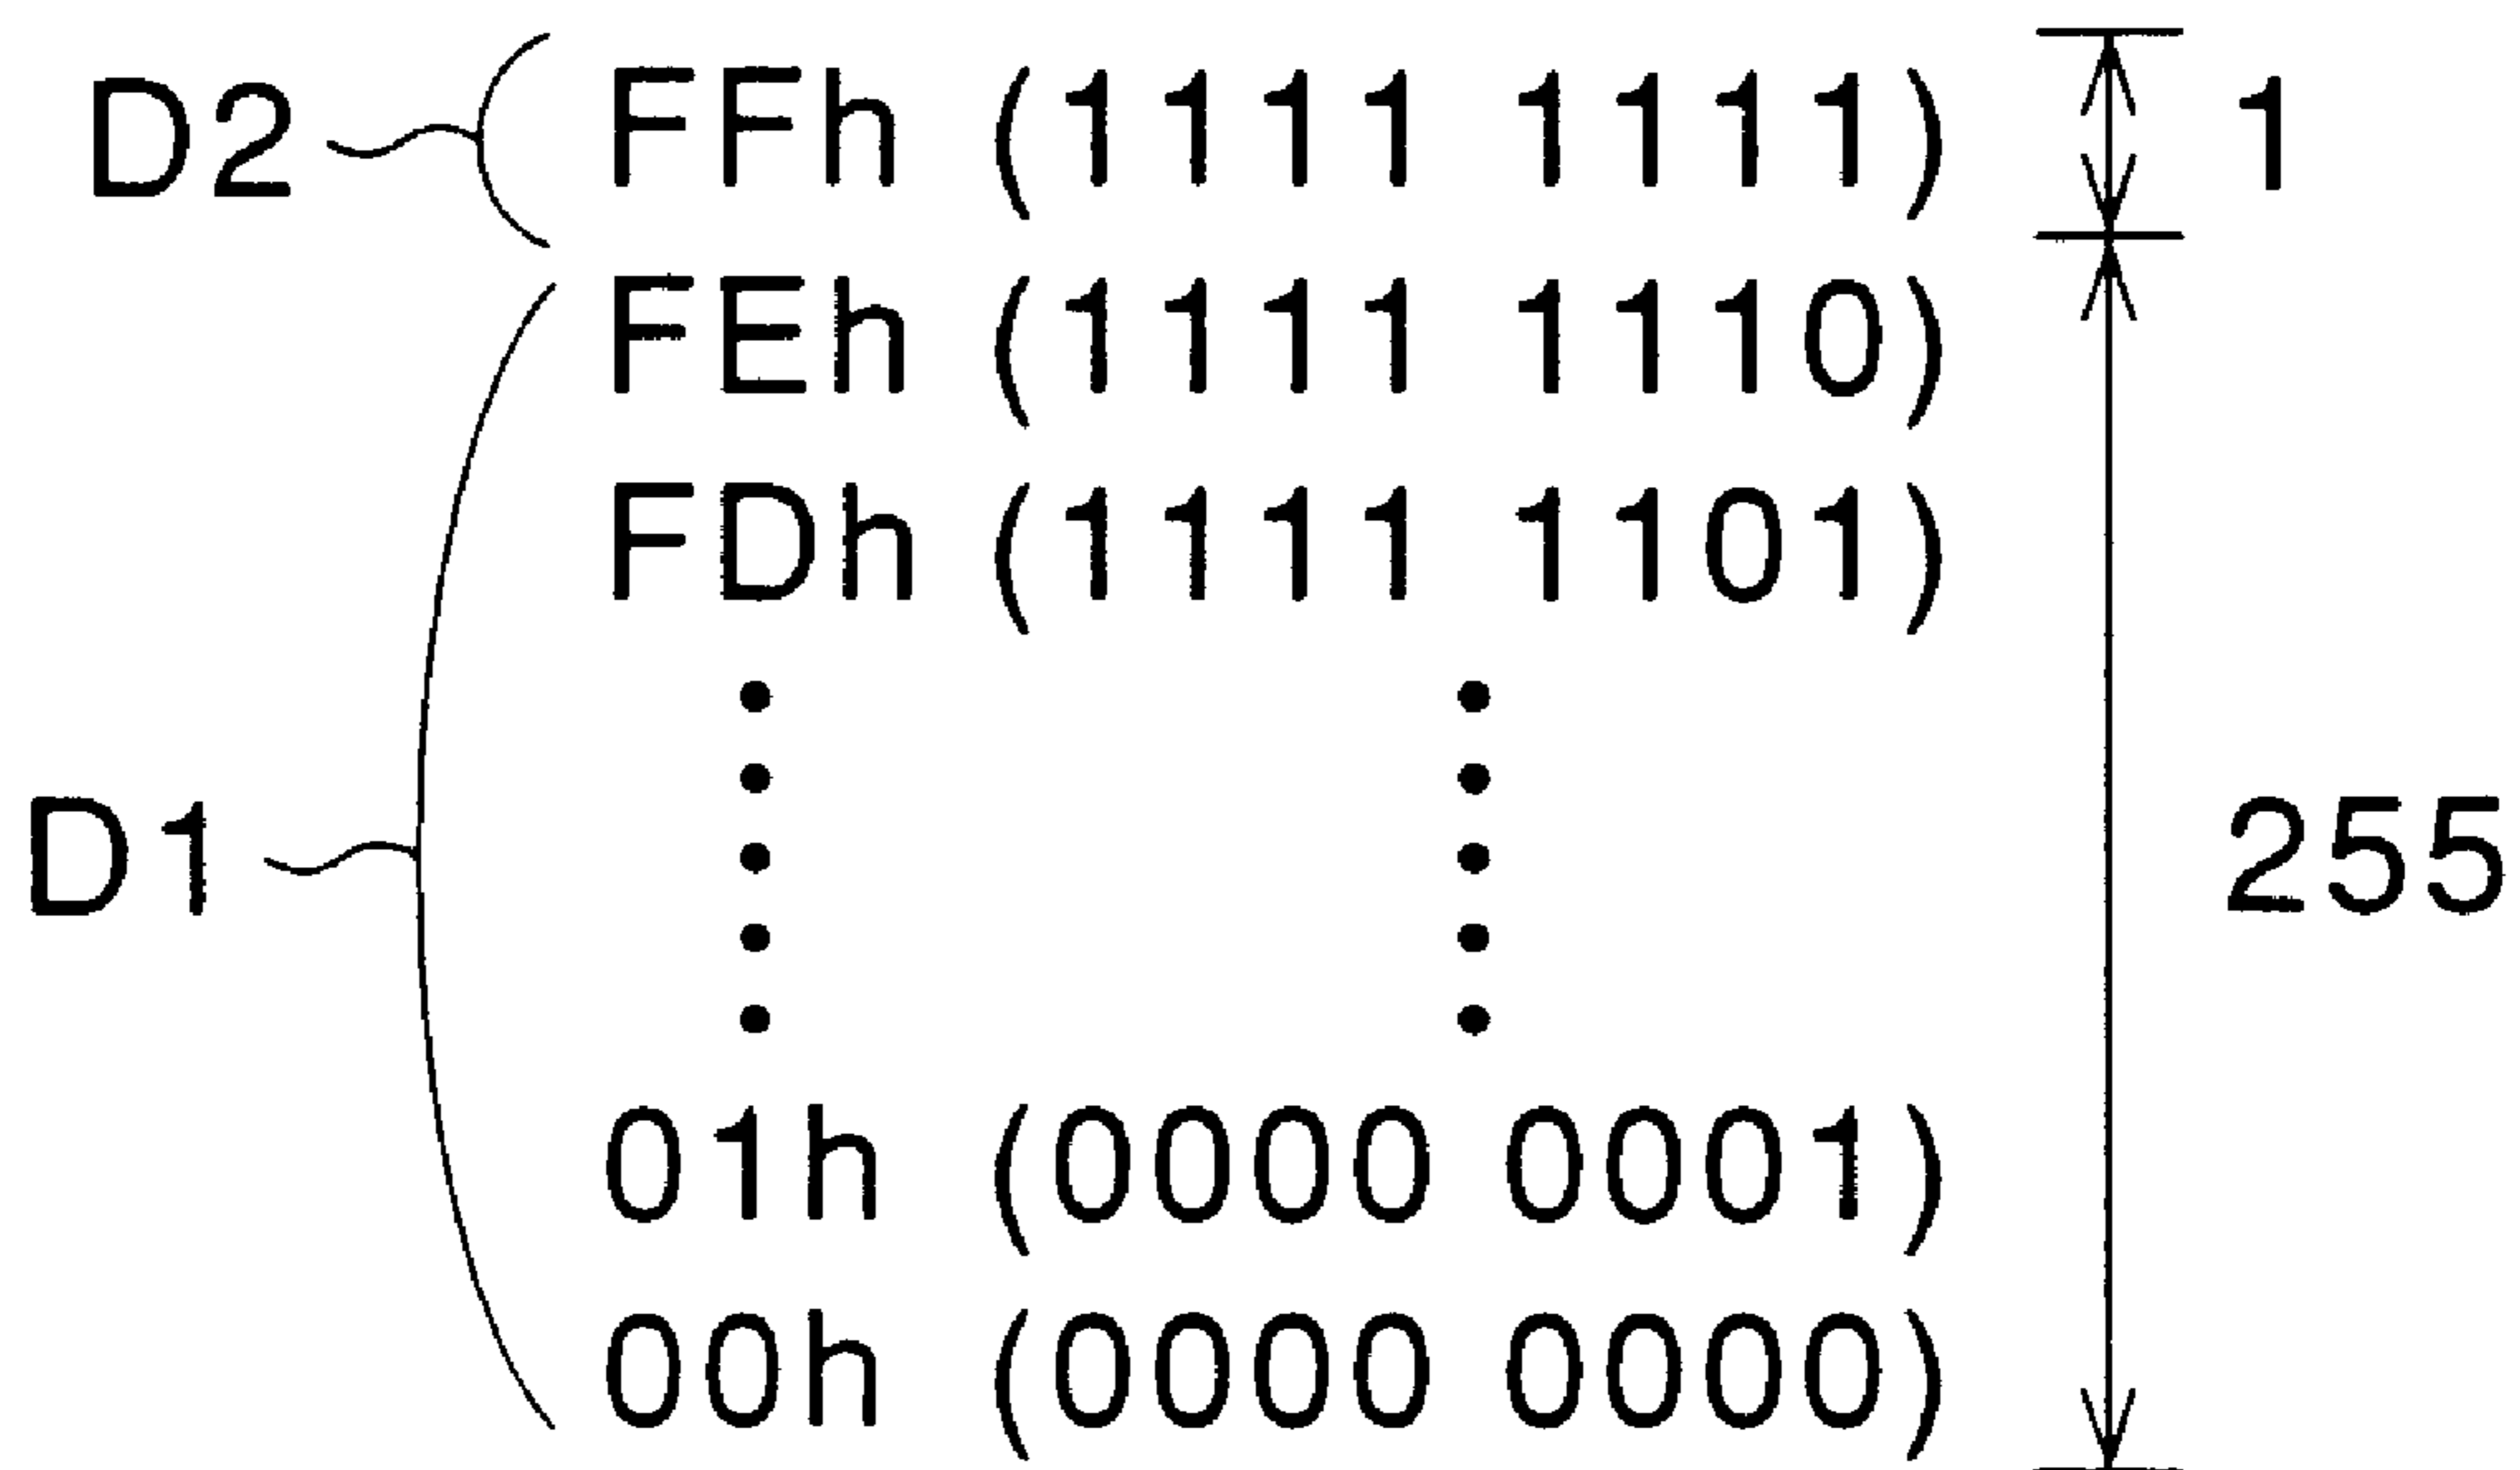 D2 FFh (1111 1111) 1
FEh (1111 1110)
FDh (1111 1101)
D1 255
01h (0000 0001)
00h (0000 0000)